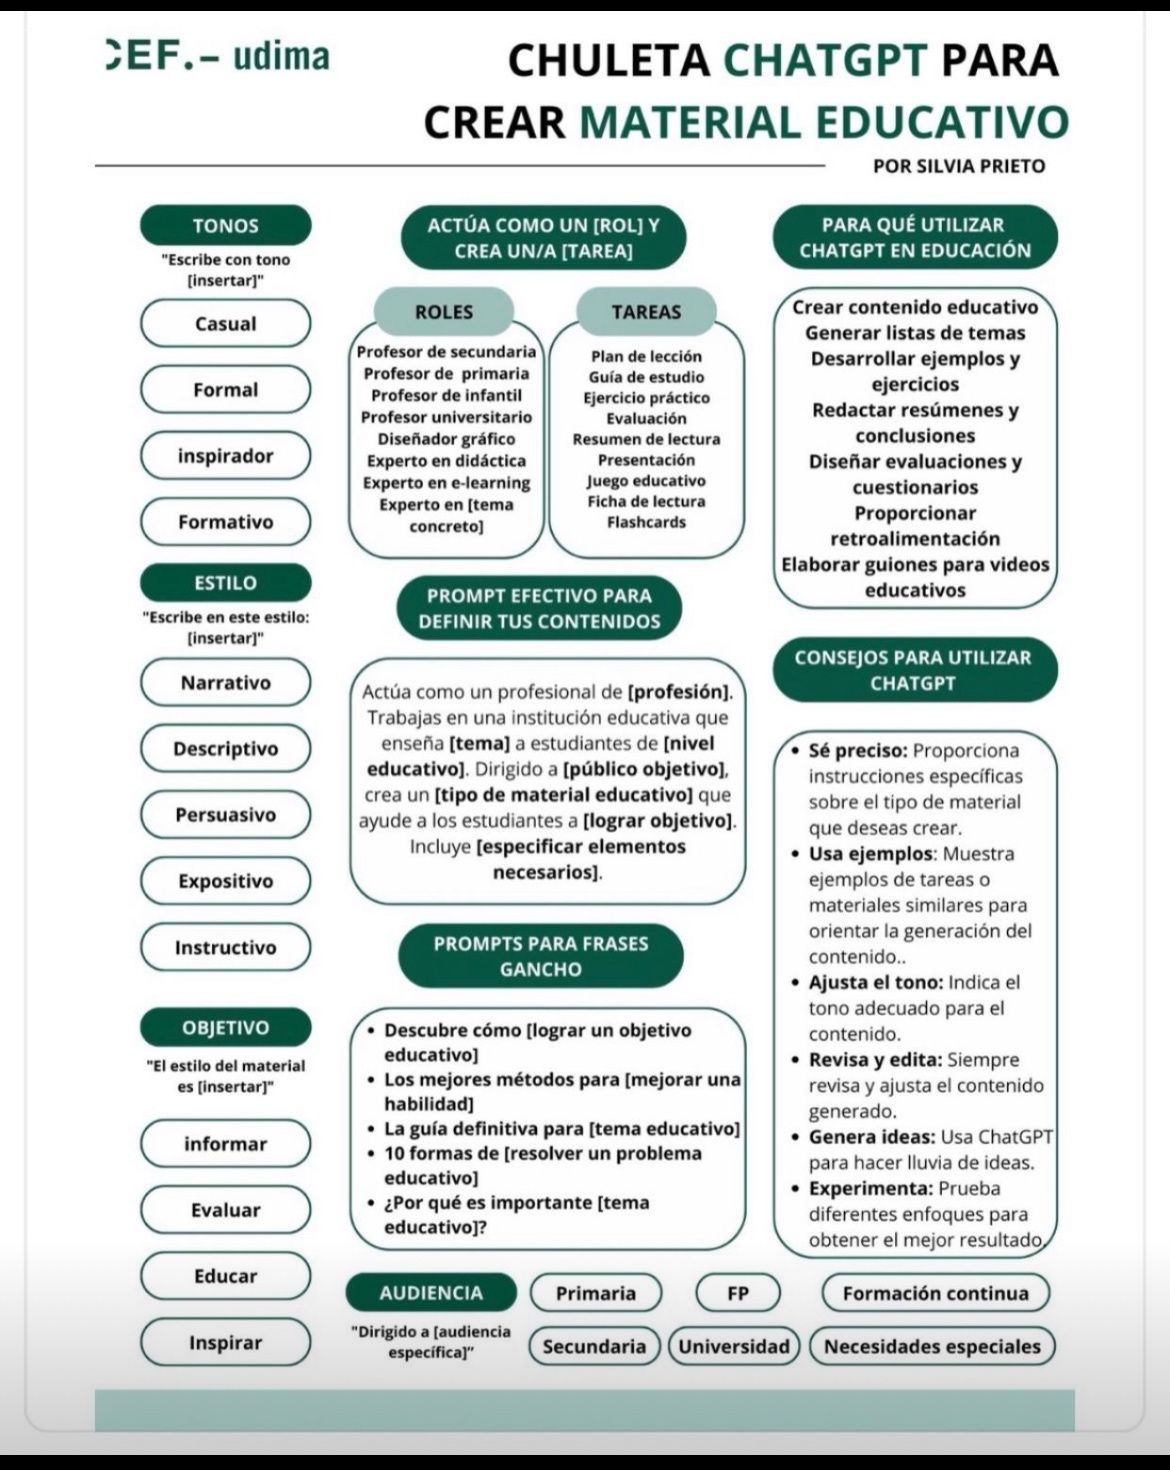 CEF.– udima
CHULETA CHATGPT PARA
CREAR MATERIAL EDUCATIVO
POR SILVIA PRIETO
TONOS
"Escribe con tono
[insertar]"
Casual
Formal
inspirador
Formativo
ESTILO
"Escribe en este estilo:
[insertar]"
Narrativo
Descriptivo
Persuasivo
Expositivo
Instructivo
OBJETIVO
"El estilo del material
es [insertar]"
informar
Evaluar
Educar
Inspirar
ACTÚA COMO UN [ROL] Y
CREA UN/A [TAREA]
ROLES
Profesor de secundaria
Profesor de primaria
Profesor de infantil
Profesor universitario
Diseñador gráfico
Experto en didáctica
Experto en e-learning
Experto en [tema
concreto]
TAREAS
Plan de lección
Guía de estudio
Ejercicio práctico
Evaluación
Resumen de lectura
Presentación
Juego educativo
Ficha de lectura
Flashcards
PROMPT EFECTIVO PARA
DEFINIR TUS CONTENIDOS
Actúa como un profesional de [profesión].
Trabajas en una institución educativa que
enseña [tema] a estudiantes de [nivel
educativo]. Dirigido a [público objetivo],
crea un [tipo de material educativo] que
ayude a los estudiantes a [lograr objetivo].
Incluye [especificar elementos
necesarios].
PROMPTS PARA FRASES
GANCHO
• Descubre cómo [lograr un objetivo
educativo]
• Los mejores métodos para [mejorar una
habilidad]
• La guía definitiva para [tema educativo]
• 10 formas de [resolver un problema
educativo]
• ¿Por qué es importante [tema
educativo]?
PARA QUÉ UTILIZAR
CHATGPT EN EDUCACIÓN
Crear contenido educativo
Generar listas de temas
Desarrollar ejemplos y
ejercicios
Redactar resúmenes y
conclusiones
Diseñar evaluaciones y
cuestionarios
Proporcionar
retroalimentación
Elaborar guiones para videos
educativos
CONSEJOS PARA UTILIZAR
CHATGPT
• Sé preciso: Proporciona
instrucciones específicas
sobre el tipo de material
que deseas crear.
• Usa ejemplos: Muestra
ejemplos de tareas o
materiales similares para
orientar la generación del
contenido..
• Ajusta el tono: Indica el
tono adecuado para el
contenido.
• Revisa y edita: Siempre
revisa y ajusta el contenido
generado.
• Genera ideas: Usa ChatGPT
para hacer lluvia de ideas.
• Experimenta: Prueba
diferentes enfoques para
obtener el mejor resultado.
AUDIENCIA
"Dirigido a [audiencia
específica]"
Primaria
FP
Formación continua
Secundaria
Universidad
Necesidades especiales